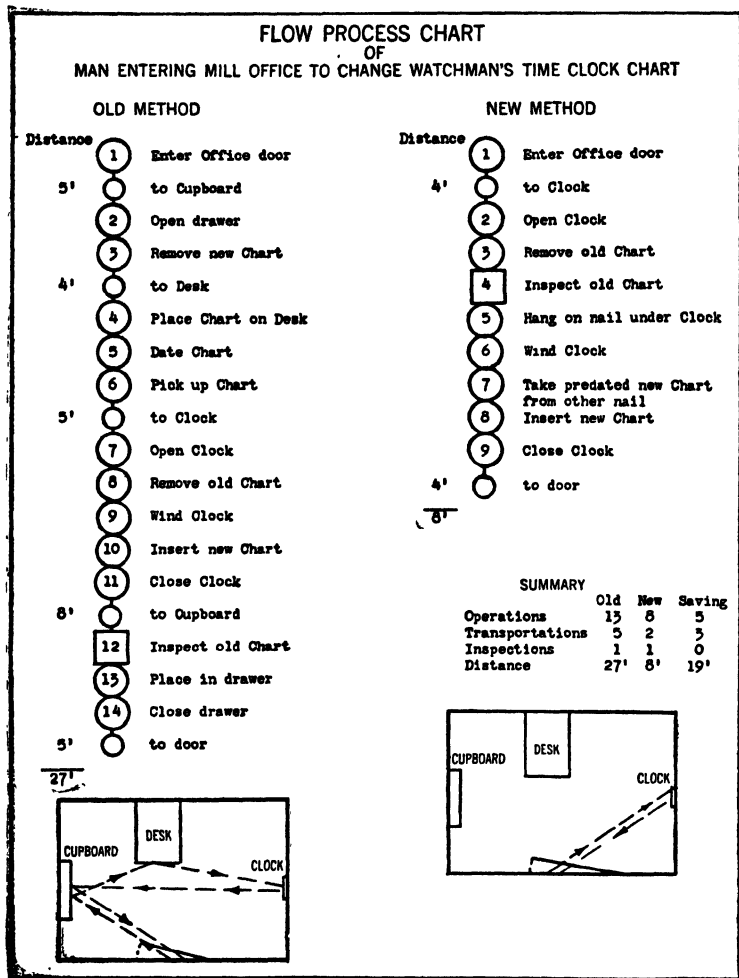 FLOW PROCESS CHART
OF
MAN ENTERING MILL OFFICE TO CHANGE WATCHMAN'S TIME CLOCK CHART
OLD METHOD
Distance
1 Enter Office door
5' to Cupboard
2 Open drawer
3 Remove new Chart
4' to Desk
4 Place Chart on Desk
5 Date Chart
6 Pick up Chart
5' to Clock
7 Open Clock
8 Remove old Chart
9 Wind Clock
10 Insert new Chart
11 Close Clock
8' to Cupboard
12 Inspect old Chart
13 Place in drawer
14 Close drawer
5' to door
27'
CUPBOARD
DESK
CLOCK
NEW METHOD
Distance
1 Enter Office door
4' to Clock
2 Open Clock
3 Remove old Chart
4 Inspect old Chart
5 Hang on nail under Clock
6 Wind Clock
7 Take predated new Chart
from other nail
8 Insert new Chart
9 Close Clock
4' to door
8'
SUMMARY
Old New Saving
Operations 13 8 5
Transportations 5 2 3
Inspections 1 1 0
Distance 27' 8' 19'
CUPBOARD
DESK
CLOCK